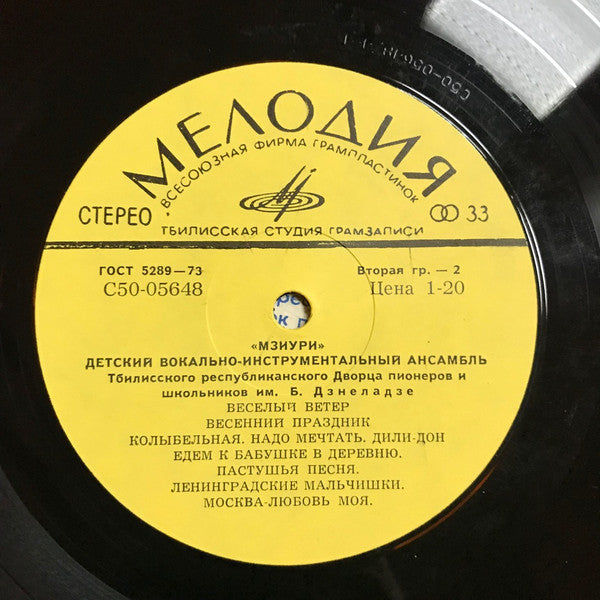 С50-05648
МЕЛОДИЯ
ВСЕСОЮЗНАЯ ФИРМА ГРАМПЛАСТИНОК
СТЕРЕО
33
ТБИЛИССКАЯ СТУДИЯ ГРАМЗАПИСИ
ГОСТ 5289—73 Вторая гр. — 2
С50-05648 Цена 1-20
«МЗИУРИ»
ДЕТСКИЙ ВОКАЛЬНО-ИНСТРУМЕНТАЛЬНЫЙ АНСАМБЛЬ
Тбилисского республиканского Дворца пионеров и
школьников им. Б. Дзнеладзе
ВЕСЕЛЫЙ ВЕТЕР
ВЕСЕННИЙ ПРАЗДНИК
КОЛЫБЕЛЬНАЯ. НАДО МЕЧТАТЬ. ДИЛИ-ДОН
ЕДЕМ К БАБУШКЕ В ДЕРЕВНЮ.
ПАСТУШЬЯ ПЕСНЯ.
ЛЕНИНГРАДСКИЕ МАЛЬЧИШКИ.
МОСКВА-ЛЮБОВЬ МОЯ.